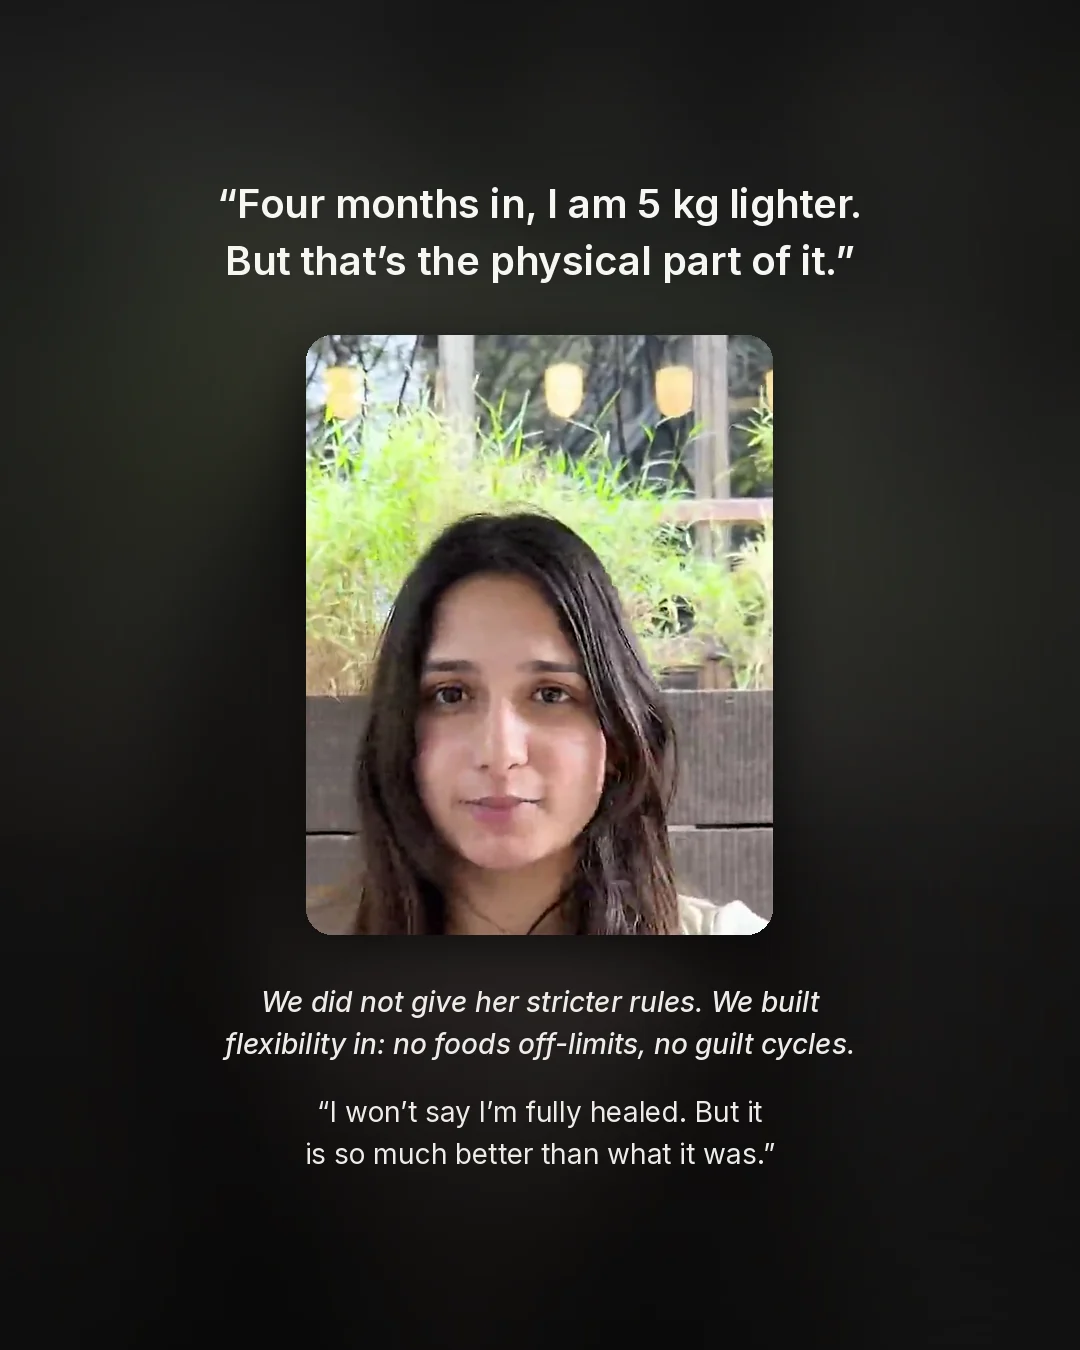 “Four months in, I am 5 kg lighter.
But that’s the physical part of it.”
We did not give her stricter rules. We built
flexibility in: no foods off-limits, no guilt cycles.
“I won’t say I’m fully healed. But it
is so much better than what it was.”